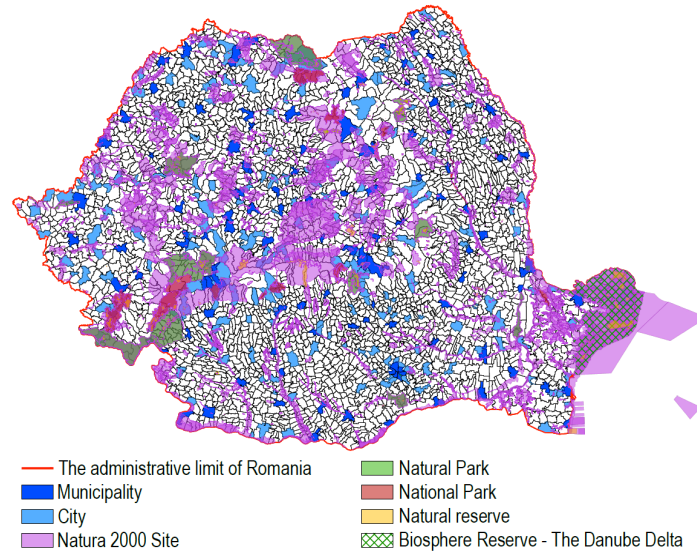 The administrative limit of Romania
Municipality
City
Natura 2000 Site
Natural Park
National Park
Natural reserve
Biosphere Reserve - The Danube Delta